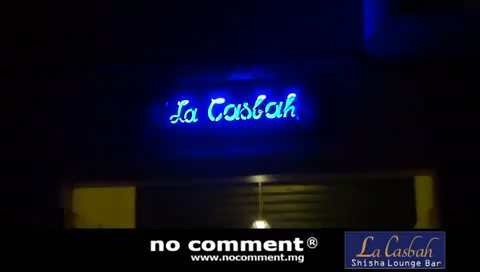 La Casbah
no comment®
www.nocomment.mg
La Casbah
Shisha Lounge Bar